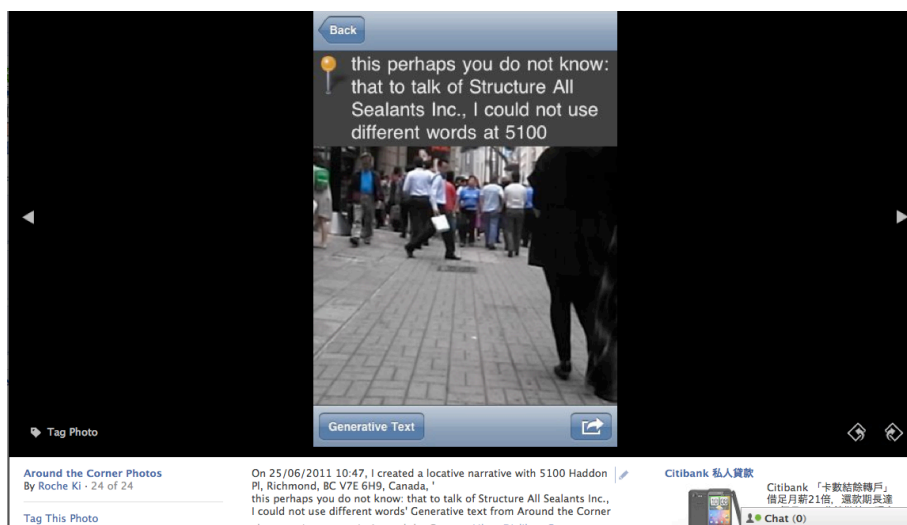 Back
this perhaps you do not know:
that to talk of Structure All
Sealants Inc., I could not use
different words at 5100
Generative Text
Tag Photo
Around the Corner Photos
By Roche Ki · 24 of 24
Tag This Photo
On 25/06/2011 10:47, I created a locative narrative with 5100 Haddon
Pl, Richmond, BC V7E 6H9, Canada, '
this perhaps you do not know: that to talk of Structure All Sealants Inc.,
I could not use different words' Generative text from Around the Corner
Citibank 私人貸款
Citibank 「卡數結餘轉戶」
借足月薪21倍，還款期長達
Chat (0)